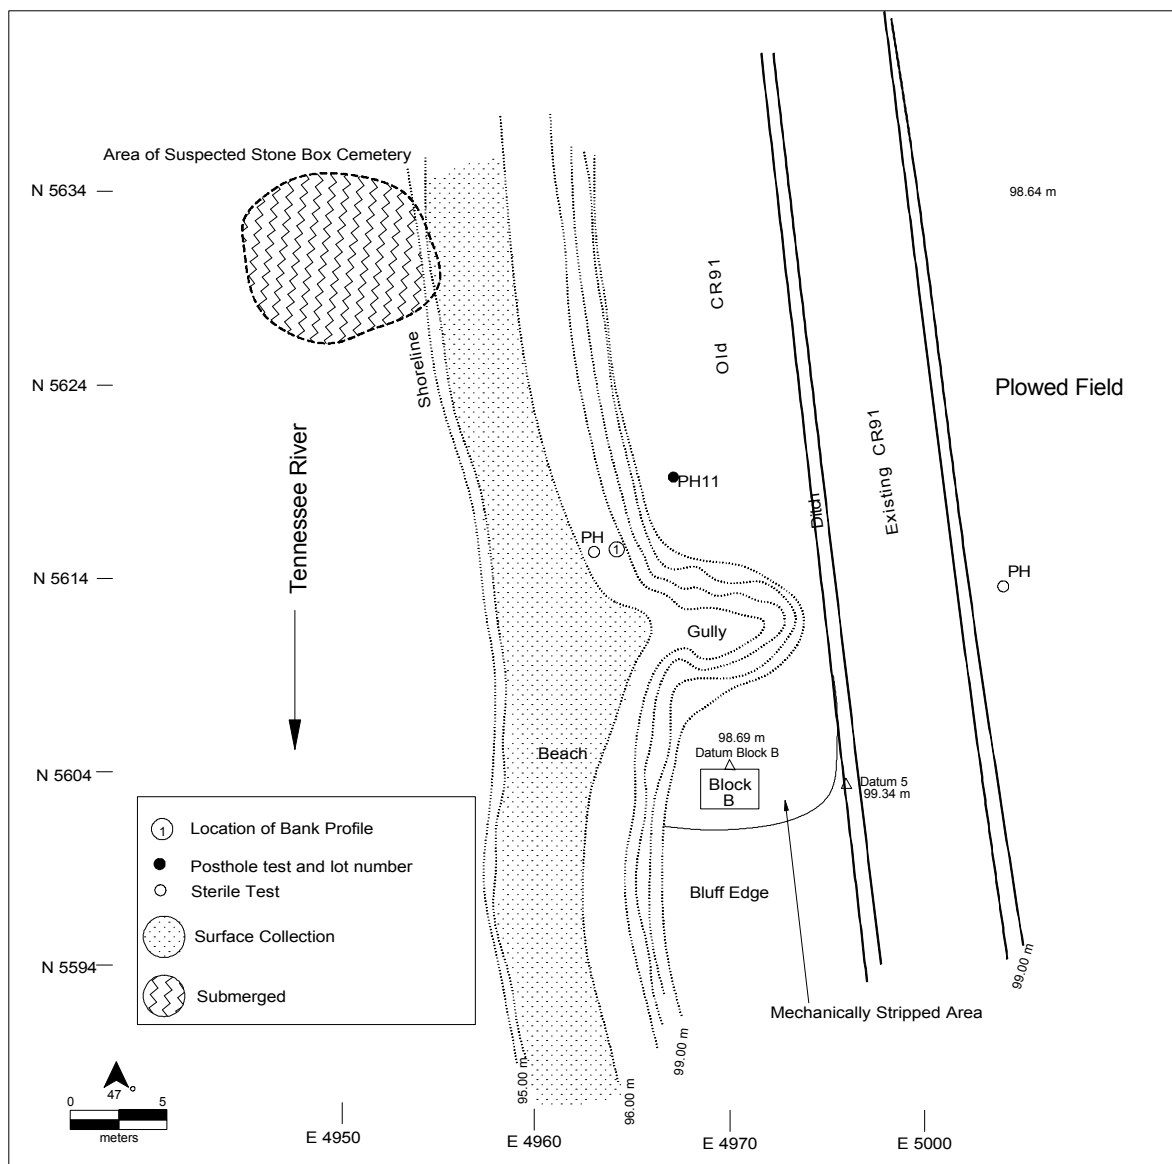 Area of Suspected Stone Box Cemetery
N 5634
98.64 m
Old CR91
Shoreline
N 5624
Plowed Field
Existing CR91
Tennessee River
PH11
Ditch
PH
1
PH
N 5614
Gully
98.69 m
Datum Block B
Beach
N 5604
Block
B
Datum 5
99.34 m
1
Location of Bank Profile
Posthole test and lot number
Sterile Test
Surface Collection
Submerged
Bluff Edge
N 5594
99.00 m
Mechanically Stripped Area
99.00 m
95.00 m
96.00 m
47 °
0 5
meters
E 4950
E 4960
E 4970
E 5000